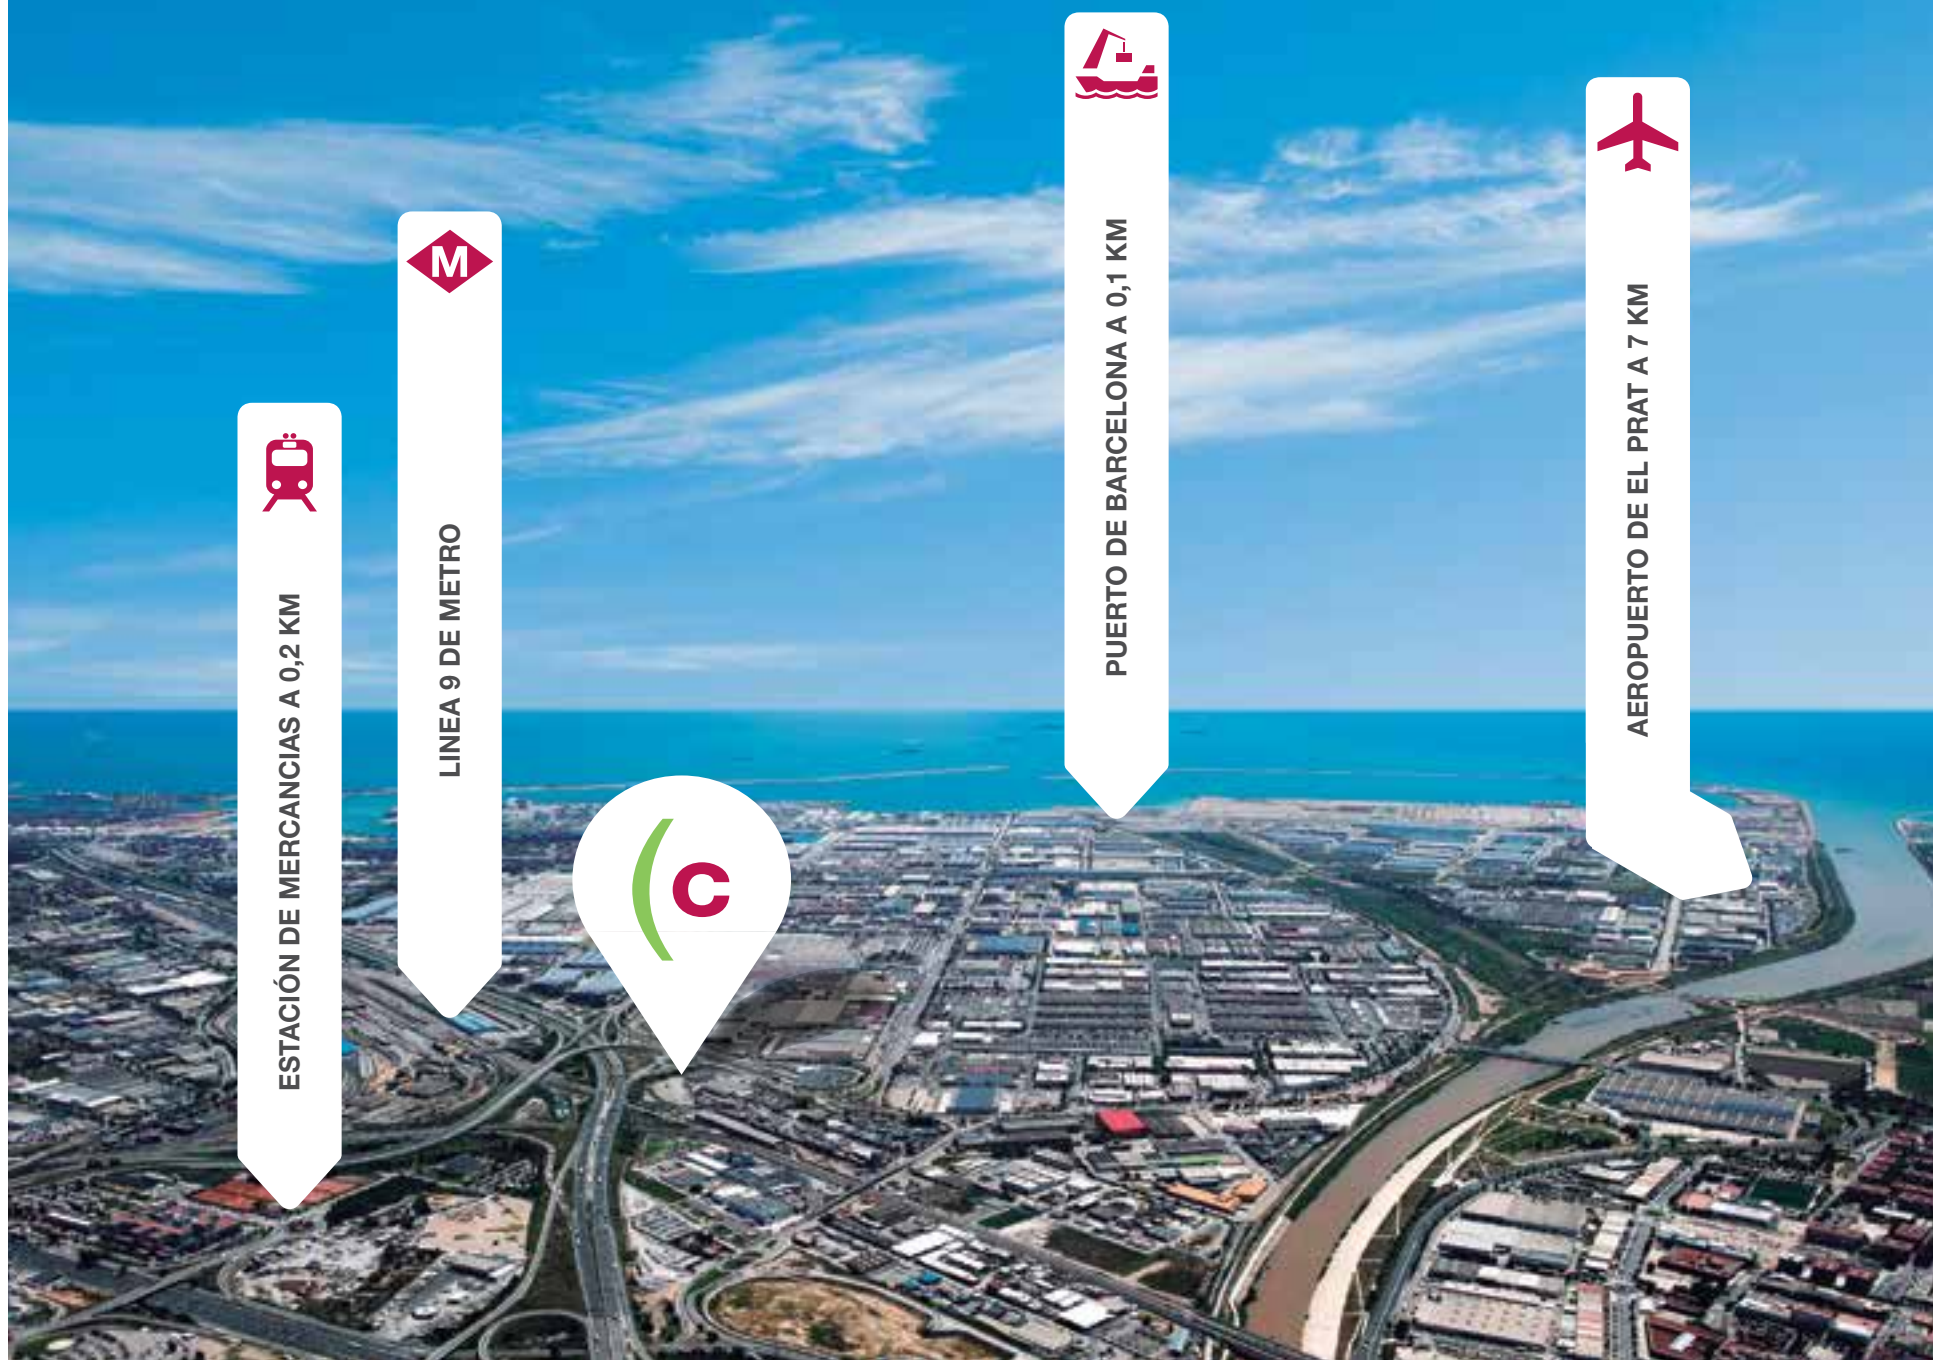 ESTACIÓN DE MERCANCIAS A 0,2 KM
M
LINEA 9 DE METRO
C
PUERTO DE BARCELONA A 0,1 KM
AEROPUERTO DE EL PRAT A 7 KM